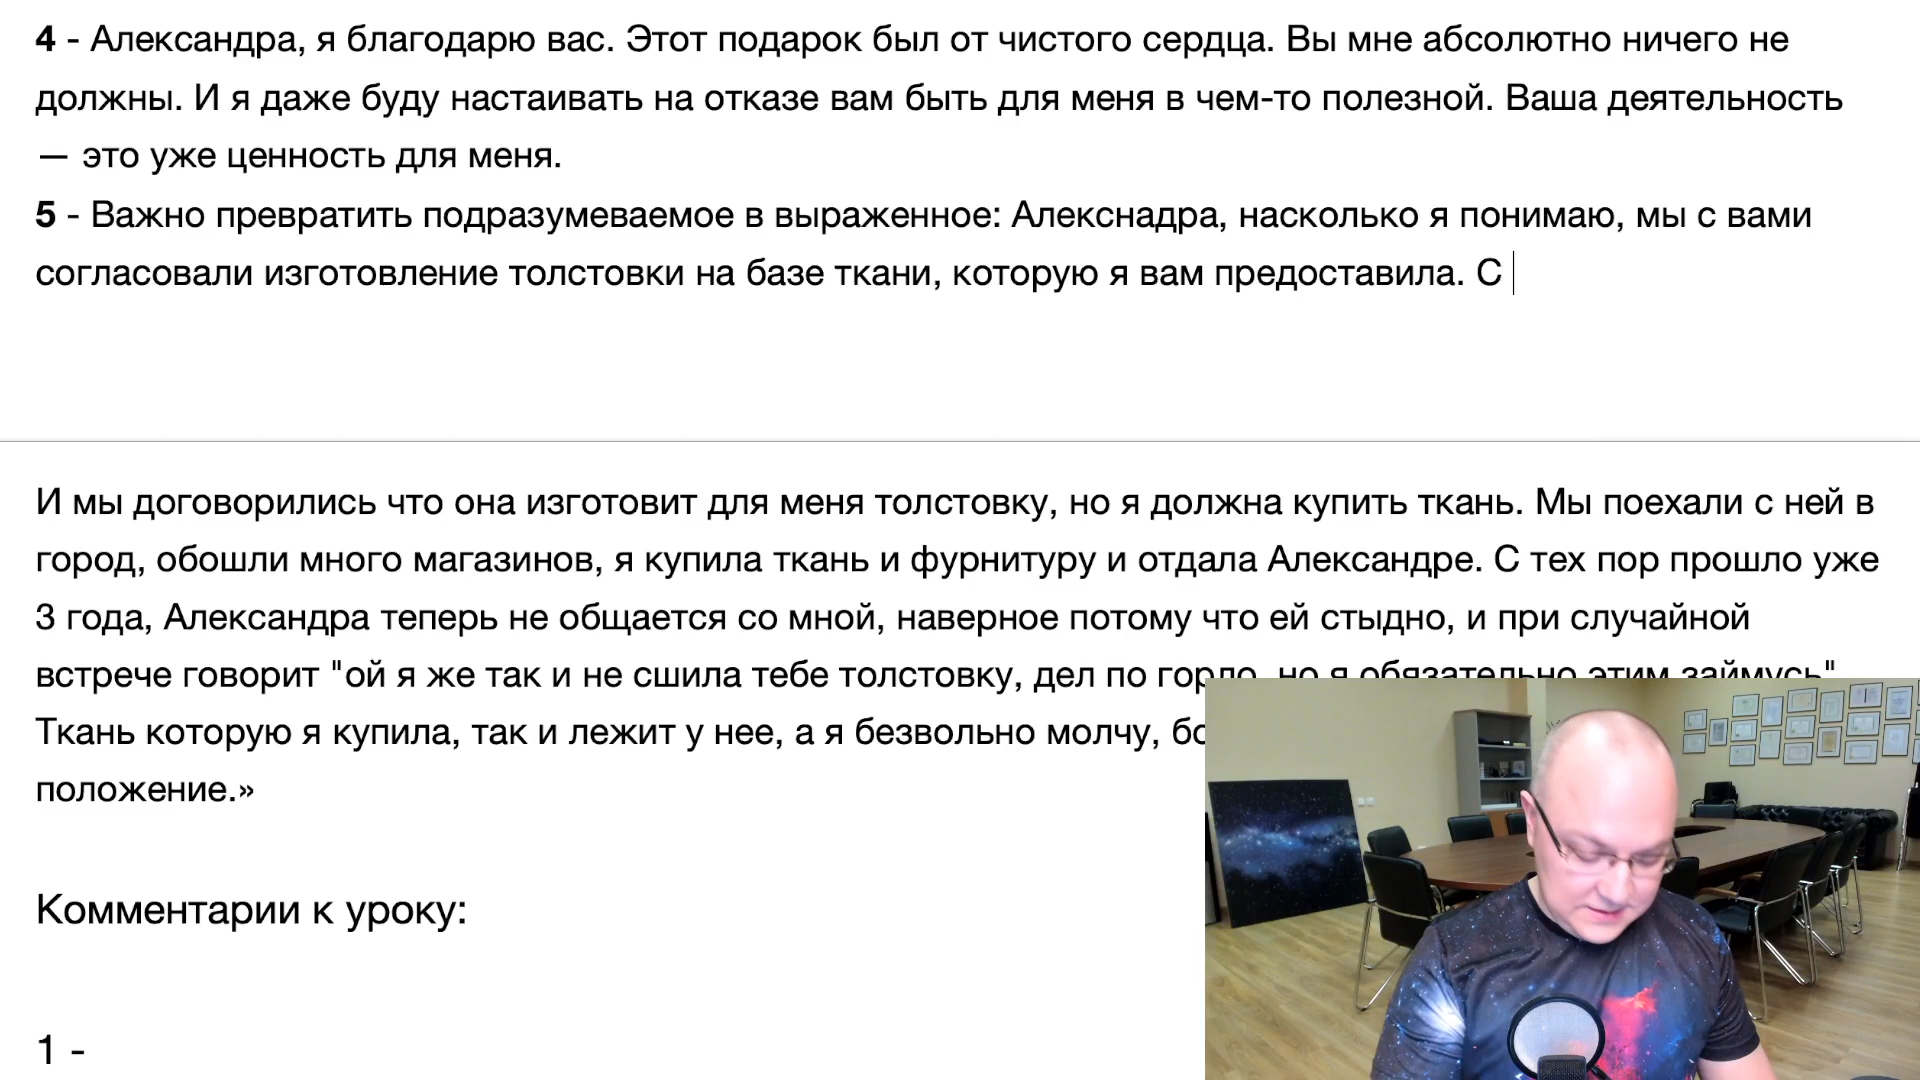 4 - Александра, я благодарю вас. Этот подарок был от чистого сердца. Вы мне абсолютно ничего не
должны. И я даже буду настаивать на отказе вам быть для меня в чем-то полезной. Ваша деятельность
— это уже ценность для меня.
5 - Важно превратить подразумеваемое в выраженное: Алекснадра, насколько я понимаю, мы с вами
согласовали изготовление толстовки на базе ткани, которую я вам предоставила. С
И мы договорились что она изготовит для меня толстовку, но я должна купить ткань. Мы поехали с ней в
город, обошли много магазинов, я купила ткань и фурнитуру и отдала Александре. С тех пор прошло уже
3 года, Александра теперь не общается со мной, наверное потому что ей стыдно, и при случайной
встрече говорит "ой я же так и не сшила тебе толстовку, дел по горло, но я обязательно этим займусь"
Ткань которую я купила, так и лежит у нее, а я безвольно молчу,
положение.»
Комментарии к уроку:
1 -